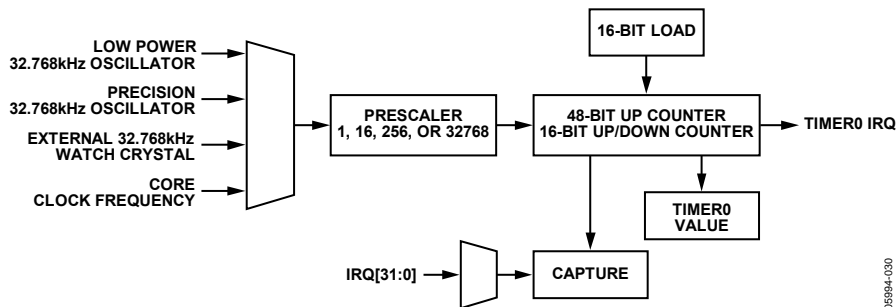 16-BIT LOAD
LOW POWER
32.768kHz OSCILLATOR
PRECISION
32.768kHz OSCILLATOR
EXTERNAL 32.768kHz
WATCH CRYSTAL
CORE
CLOCK FREQUENCY
PRESCALER
1, 16, 256, OR 32768
48-BIT UP COUNTER
16-BIT UP/DOWN COUNTER
TIMER0 IRQ
TIMER0
VALUE
IRQ[31:0]
CAPTURE
05994-030